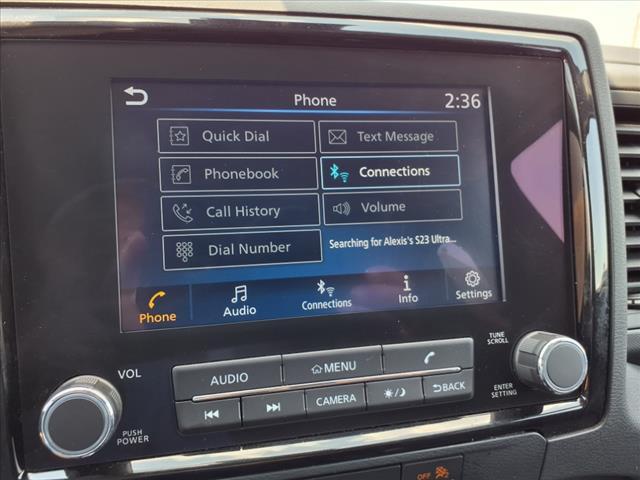 Phone
2:36
Quick Dial
Text Message
Phonebook
Connections
Call History
Volume
Dial Number
Searching for Alexis's S23 Ultra...
Phone
Audio
Connections
Info
Settings
VOL
PUSH
POWER
AUDIO
MENU
CAMERA
BACK
TUNE
SCROLL
ENTER
SETTING
OFF